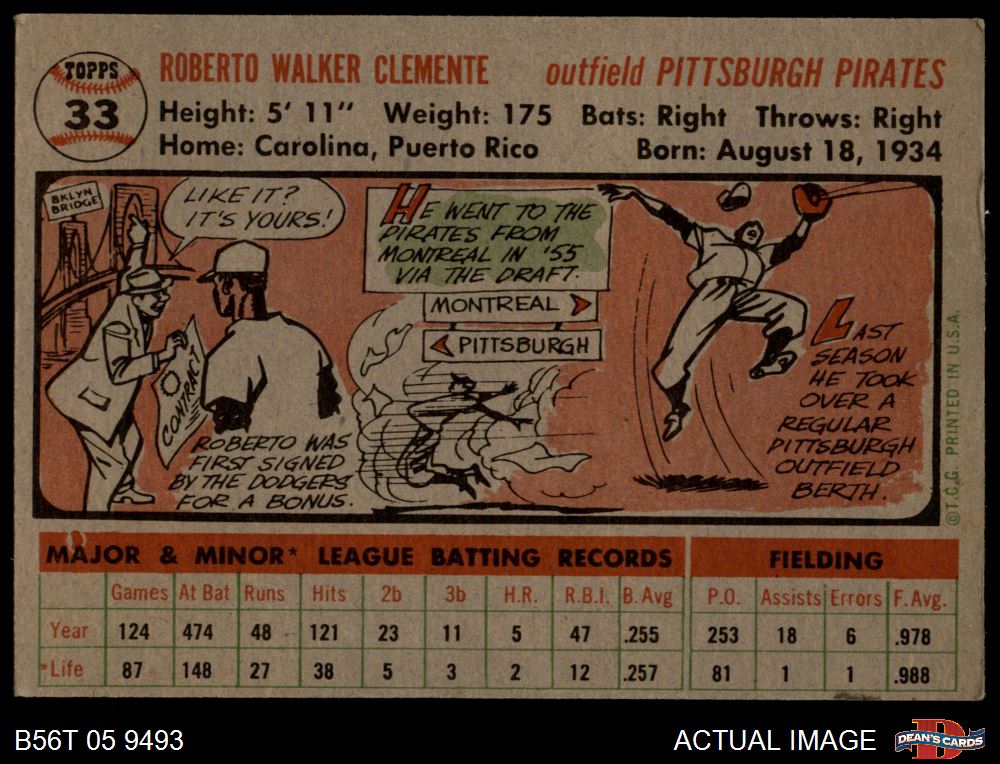 TOPPS
33
ROBERTO WALKER CLEMENTE outfield PITTSBURGH PIRATES
Height: 5' 11" Weight: 175 Bats: Right Throws: Right
Home: Carolina, Puerto Rico Born: August 18, 1934
BKLYN
BRIDGE
LIKE IT?
IT'S YOURS!
CONTRACT
ROBERTO WAS
FIRST SIGNED
BY THE DODGERS
FOR A BONUS.
HE WENT TO THE
PIRATES FROM
MONTREAL IN '55
VIA THE DRAFT.
MONTREAL
PITTSBURGH
LAST
SEASON
HE TOOK
OVER A
REGULAR
PITTSBURGH
OUTFIELD
BERTH.
©T.C.G. PRINTED IN U.S.A.
MAJOR & MINOR* LEAGUE BATTING RECORDS FIELDING
Games At Bat Runs Hits 2b 3b H.R. R.B.I. B. Avg P.O. Assists Errors F. Avg.
Year 124 474 48 121 23 11 5 47 .255 253 18 6 .978
*Life 87 148 27 38 5 3 2 12 .257 81 1 1 .988
B56T 05 9493 ACTUAL IMAGE
D
DEAN'S CARDS